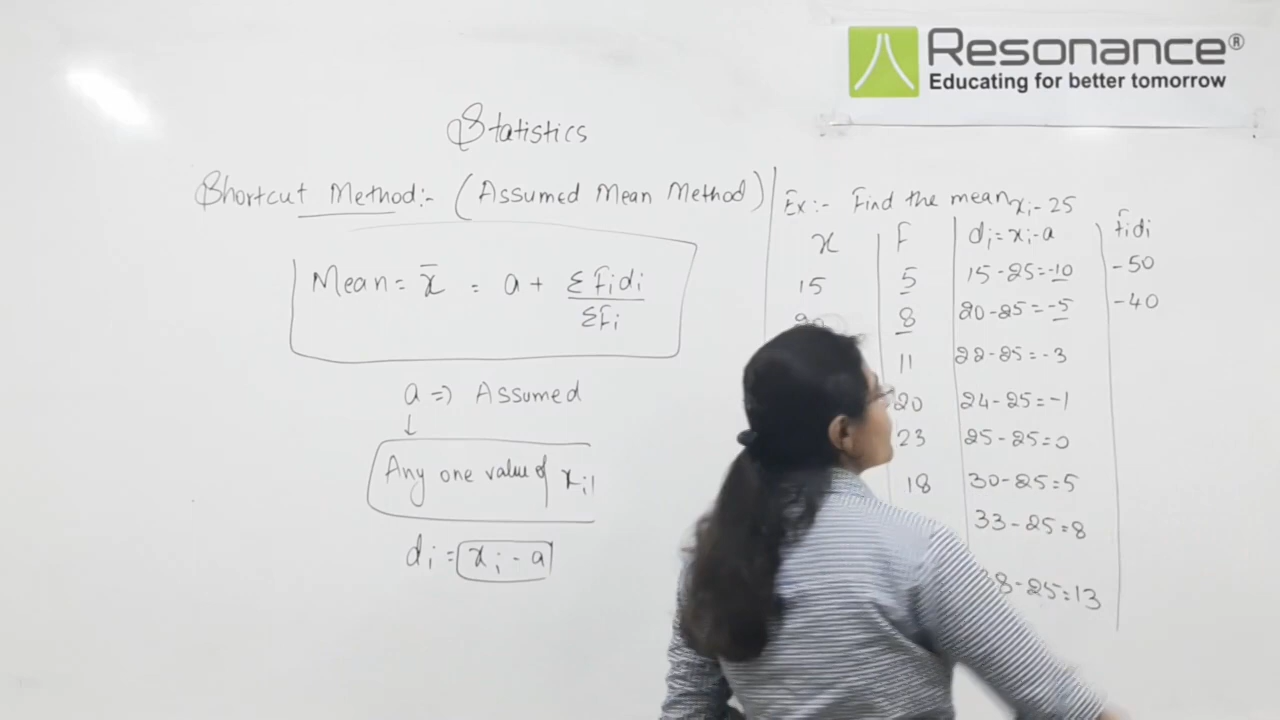 Resonance®
Educating for better tomorrow
Statistics
Shortcut Method:- (Assumed Mean Method)
Mean = x̄ = a + Σfidi / Σfi
a => Assumed
↓
Any one value of xi
di = xi - a
Ex:- Find the mean
xi - 25
x F di = xi - a fidi
15 5 15 - 25 = -10 -50
20 8 20 - 25 = -5 -40
11 22 - 25 = -3
20 24 - 25 = -1
23 25 - 25 = 0
18 30 - 25 = 5
33 - 25 = 8
8 - 25 = 13